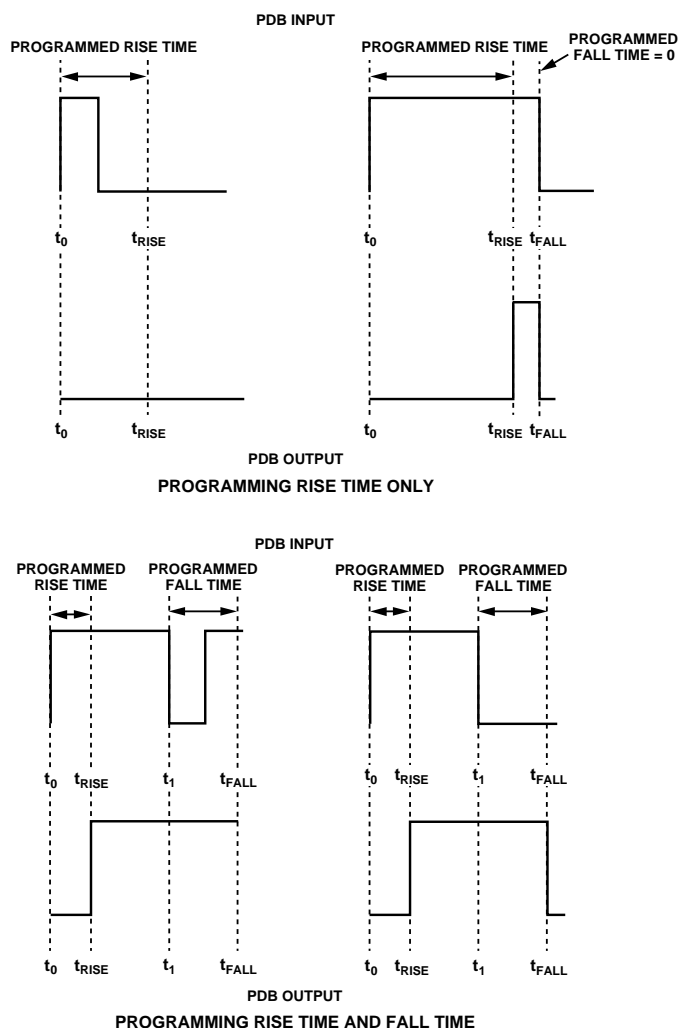 PDB INPUT
PROGRAMMED RISE TIME
PROGRAMMED RISE TIME
PROGRAMMED
FALL TIME = 0
t0
tRISE
t0
tRISE
tFALL
t0
tRISE
t0
tRISE
tFALL
PDB OUTPUT
PROGRAMMING RISE TIME ONLY
PDB INPUT
PROGRAMMED
RISE TIME
PROGRAMMED
FALL TIME
PROGRAMMED
RISE TIME
PROGRAMMED
FALL TIME
t0
tRISE
t1
tFALL
t0
tRISE
t1
tFALL
t0
tRISE
t1
tFALL
t0
tRISE
t1
tFALL
PDB OUTPUT
PROGRAMMING RISE TIME AND FALL TIME